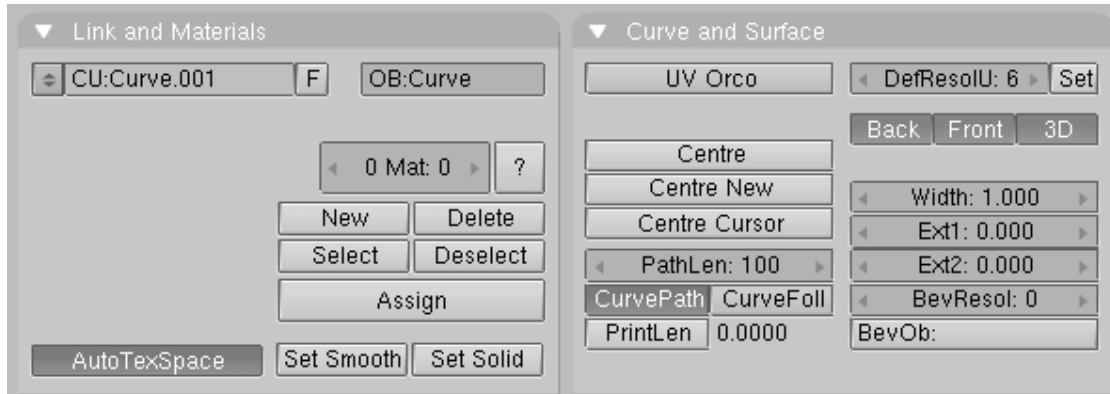 Link and Materials
CU:Curve.001 F OB:Curve
0 Mat: 0 ?
New Delete
Select Deselect
Assign
AutoTexSpace Set Smooth Set Solid
Curve and Surface
UV Orco DefResolU: 6 Set
Back Front 3D
Centre
Centre New Width: 1.000
Centre Cursor Ext1: 0.000
PathLen: 100 Ext2: 0.000
CurvePath CurveFoll BevResol: 0
PrintLen 0.0000 BevOb: